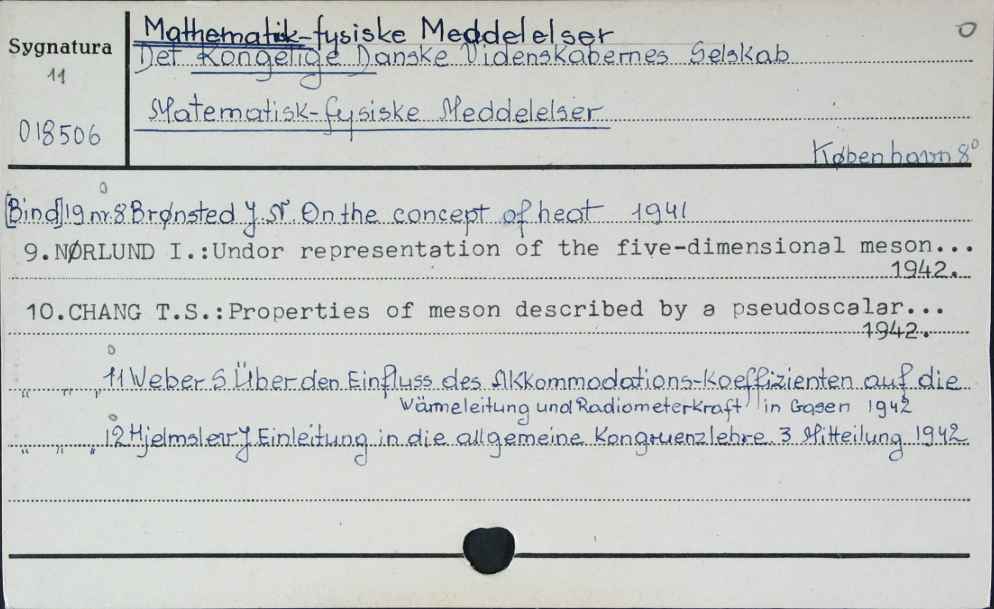 Sygnatura
11
018506
Mathematisk-fysiske Meddelelser
Det Kongelige Danske Videnskabernes Selskab
Matematisk-fysiske Meddelelser
København 8°
[Bind] 19 nr. 8 Brønsted J. N. On the concept of heat 1941
9. NØRLUND I.: Undor representation of the five-dimensional meson...
1942.
10. CHANG T.S.: Properties of meson described by a pseudoscalar...
1942.
" " " 11 Weber S Über den Einfluss des Akkommodations-Koeffizienten auf die
Wärmeleitung und Radiometerkraft in Gasen 1942
" " " 12 Hjelmslev J. Einleitung in die allgemeine Kongruenzlehre. 3 Mitteilung 1942.